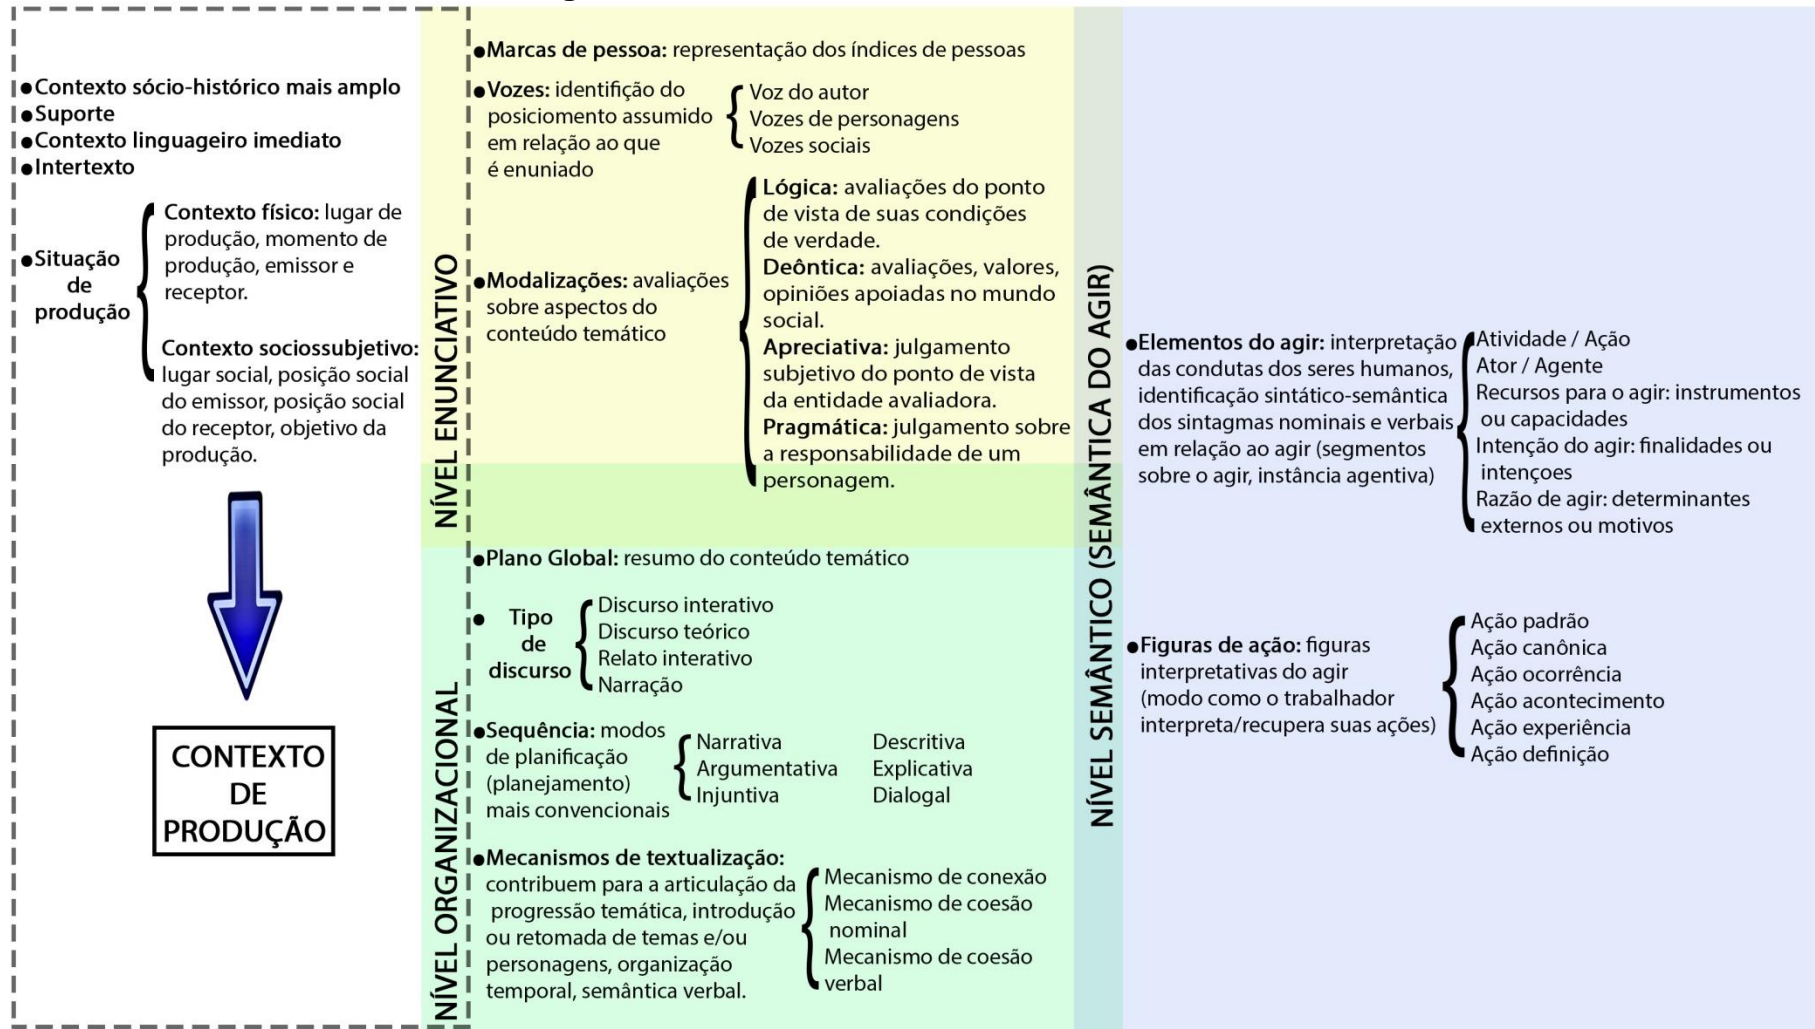 ●Contexto sócio-histórico mais amplo
●Suporte
●Contexto linguageiro imediato
●Intertexto
●Situação
de
produção
Contexto físico: lugar de
produção, momento de
produção, emissor e
receptor.
Contexto sociossubjetivo:
lugar social, posição social
do emissor, posição social
do receptor, objetivo da
produção.
CONTEXTO
DE
PRODUÇÃO
NÍVEL ENUNCIATIVO
●Marcas de pessoa: representação dos índices de pessoas
●Vozes: identifição do
posiciomento assumido
em relação ao que
é enuniado
Voz do autor
Vozes de personagens
Vozes sociais
●Modalizações: avaliações
sobre aspectos do
conteúdo temático
Lógica: avaliações do ponto
de vista de suas condições
de verdade.
Deôntica: avaliações, valores,
opiniões apoiadas no mundo
social.
Apreciativa: julgamento
subjetivo do ponto de vista
da entidade avaliadora.
Pragmática: julgamento sobre
a responsabilidade de um
personagem.
NÍVEL ORGANIZACIONAL
●Plano Global: resumo do conteúdo temático
● Tipo
de
discurso
Discurso interativo
Discurso teórico
Relato interativo
Narração
●Sequência: modos
de planificação
(planejamento)
mais convencionais
Narrativa Descritiva
Argumentativa Explicativa
Injuntiva Dialogal
●Mecanismos de textualização:
contribuem para a articulação da
progressão temática, introdução
ou retomada de temas e/ou
personagens, organização
temporal, semântica verbal.
Mecanismo de conexão
Mecanismo de coesão
nominal
Mecanismo de coesão
verbal
NÍVEL SEMÂNTICO (SEMÂNTICA DO AGIR)
●Elementos do agir: interpretação
das condutas dos seres humanos,
identificação sintático-semântica
dos sintagmas nominais e verbais
em relação ao agir (segmentos
sobre o agir, instância agentiva)
Atividade / Ação
Ator / Agente
Recursos para o agir: instrumentos
ou capacidades
Intenção do agir: finalidades ou
intençoes
Razão de agir: determinantes
externos ou motivos
●Figuras de ação: figuras
interpretativas do agir
(modo como o trabalhador
interpreta/recupera suas ações)
Ação padrão
Ação canônica
Ação ocorrência
Ação acontecimento
Ação experiência
Ação definição